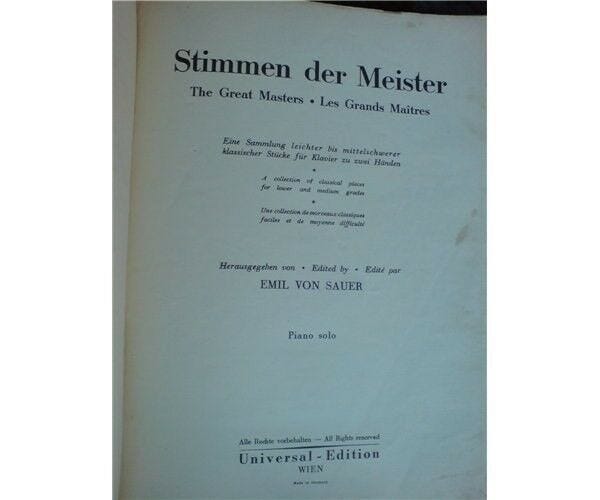 Stimmen der Meister
The Great Masters • Les Grands Maîtres
Eine Sammlung leichter bis mittelschwerer
klassischer Stücke für Klavier zu zwei Händen
*
A collection of classical pieces
for lower and medium grades
*
Une collection de morceaux classiques
faciles et de moyenne difficulté
Herausgegeben von • Edited by • Edité par
EMIL VON SAUER
Piano solo
Alle Rechte vorbehalten — All Rights reserved
Universal - Edition
WIEN
Made in Germany